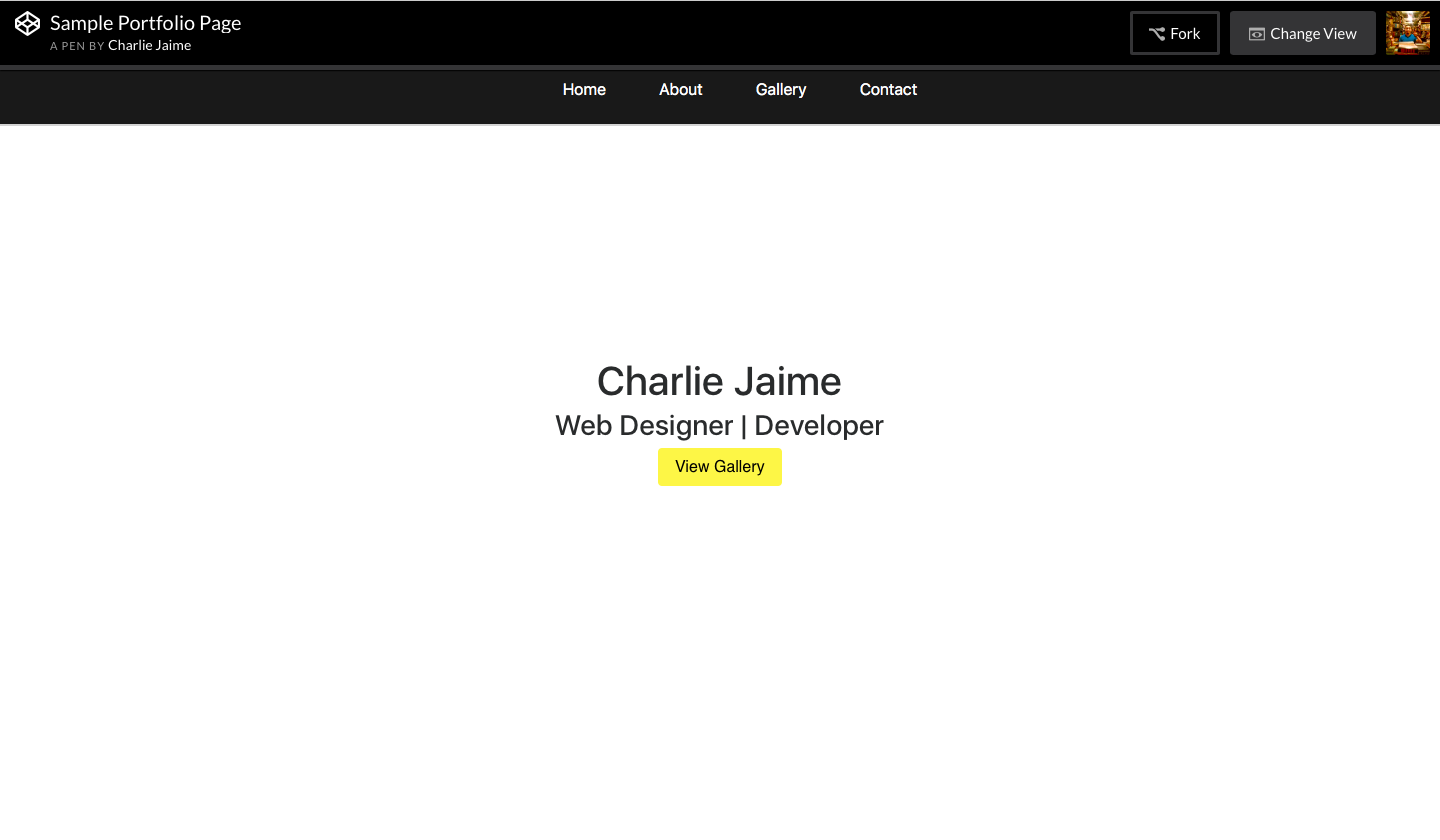 Sample Portfolio Page
A PEN BY Charlie Jaime
Fork
Change View
Home About Gallery Contact
Charlie Jaime
Web Designer | Developer
View Gallery